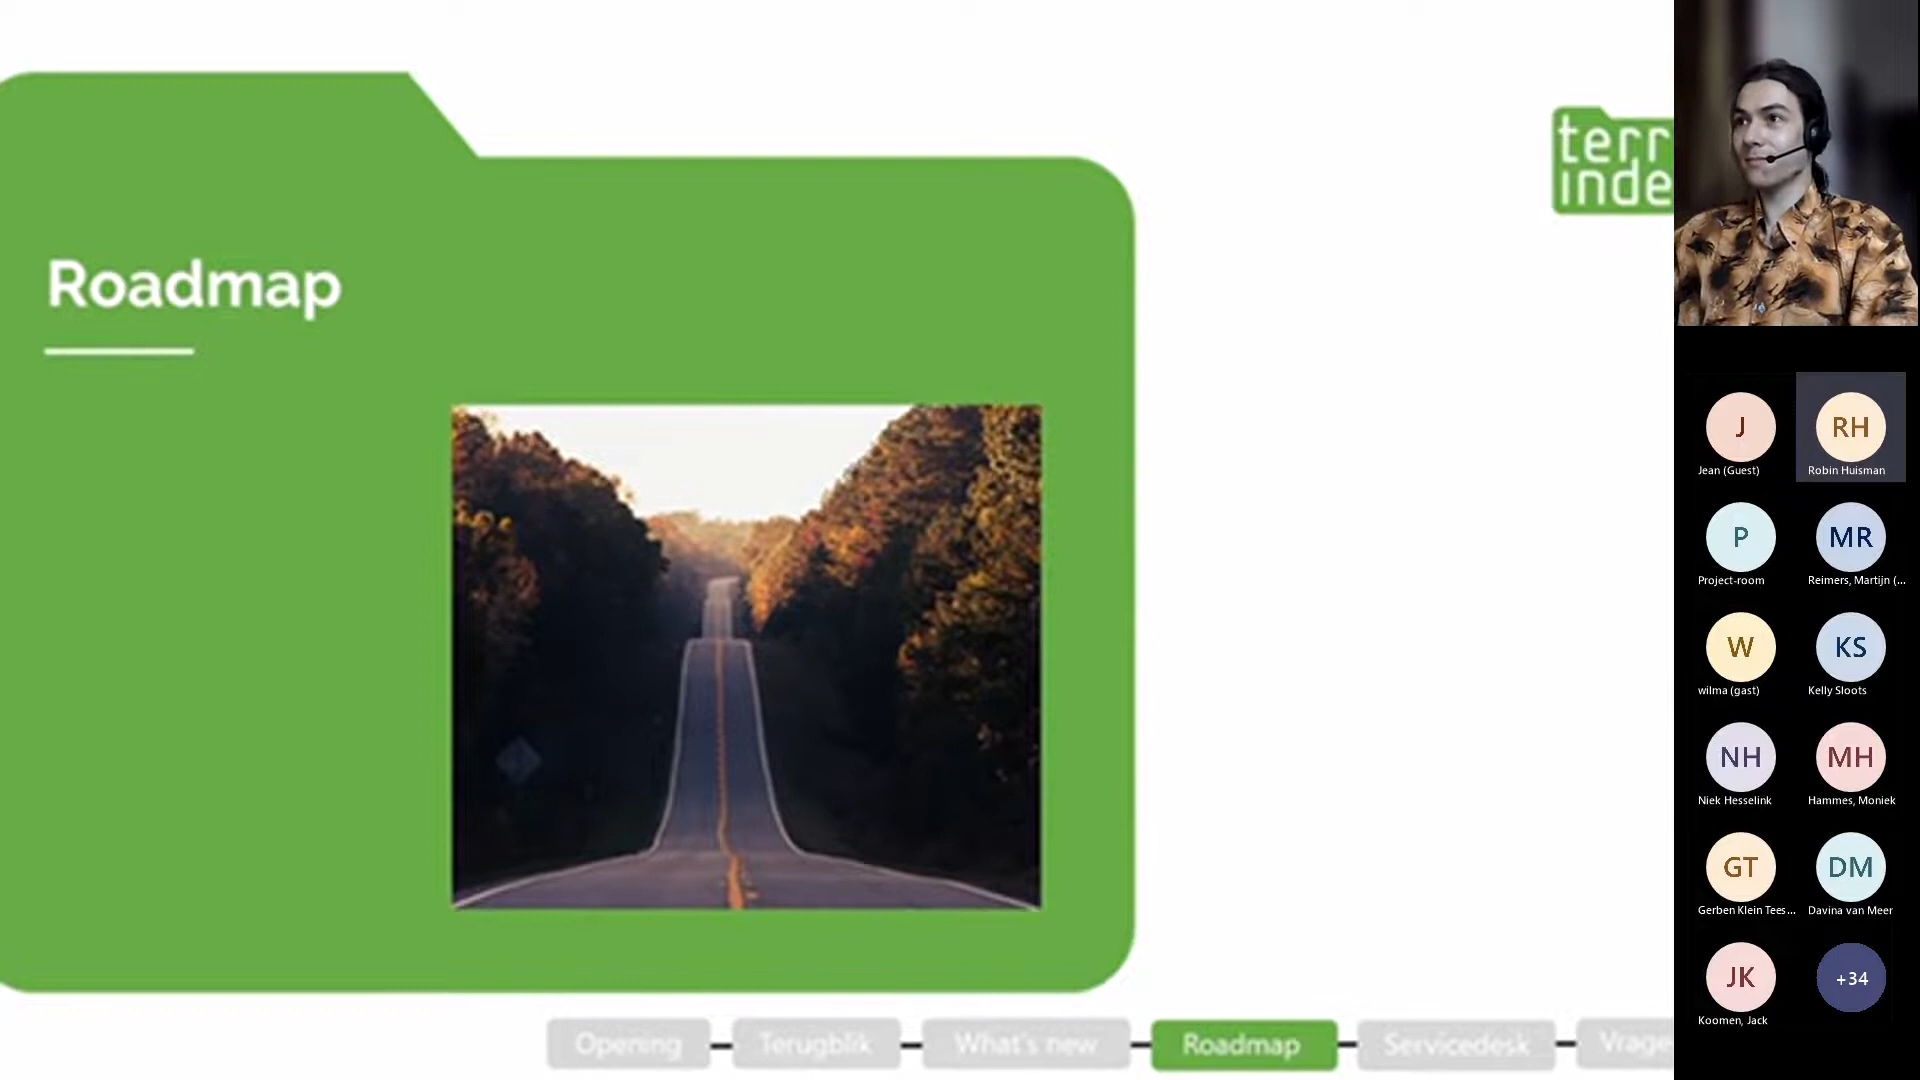 Roadmap
terr
inde
Opening
Terugblik
What's new
Roadmap
Servicedesk
Vrage
J
Jean (Guest)
RH
Robin Huisman
P
Project-room
MR
Reimers, Martijn (...
W
wilma (gast)
KS
Kelly Sloots
NH
Niek Hesselink
MH
Hammes, Moniek
GT
Gerben Klein Tees...
DM
Davina van Meer
JK
Koomen, Jack
+34